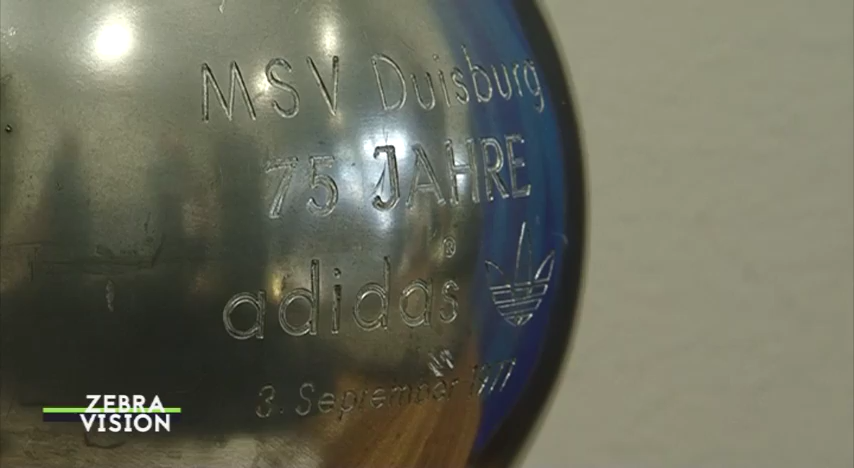 MSV Duisburg
75 JAHRE
adidas®
3. September 1977
ZEBRA
VISION